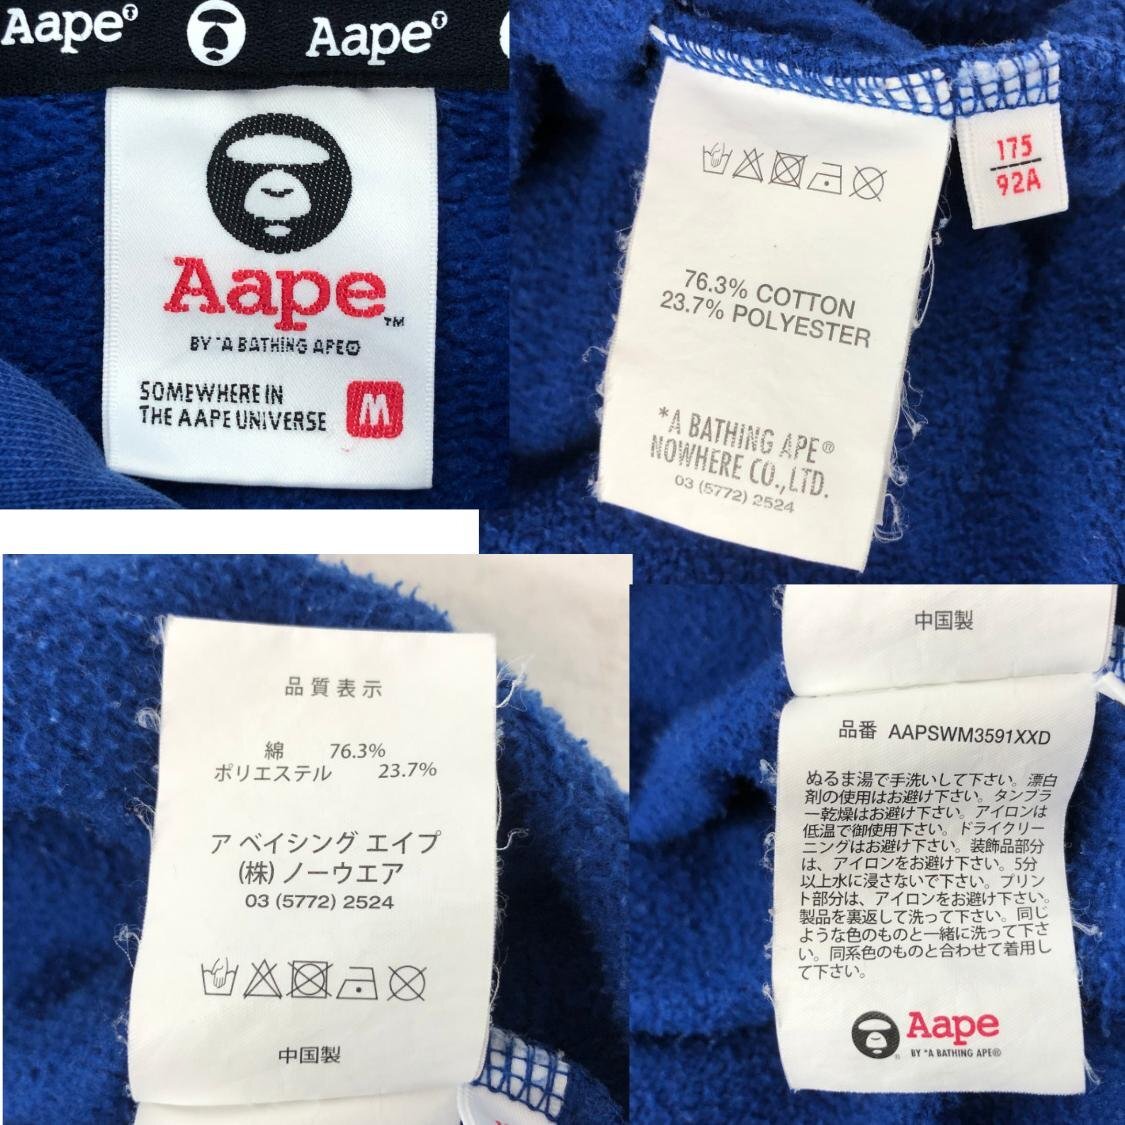 Aape
Aape
Aape™
BY *A BATHING APE®
SOMEWHERE IN
THE AAPE UNIVERSE
M
76.3% COTTON
23.7% POLYESTER
*A BATHING APE®
NOWHERE CO.,LTD.
03 (5772) 2524
175
92A
品質表示
綿 76.3%
ポリエステル 23.7%
ア ベイシング エイプ
(株) ノーウエア
03 (5772) 2524
中国製
中国製
品番 AAPSWM3591XXD
ぬるま湯で手洗いして下さい。漂白
剤の使用はお避け下さい。タンブラ
ー乾燥はお避け下さい。アイロンは
低温で御使用下さい。ドライクリー
ニングはお避け下さい。装飾品部分
は、アイロンをお避け下さい。5分
以上水に浸さないで下さい。プリン
ト部分は、アイロンをお避け下さい。
製品を裏返して洗って下さい。同じ
ような色のものと一緒に洗って下さ
い。同系色のものと合わせて着用し
て下さい。
Aape
BY *A BATHING APE®